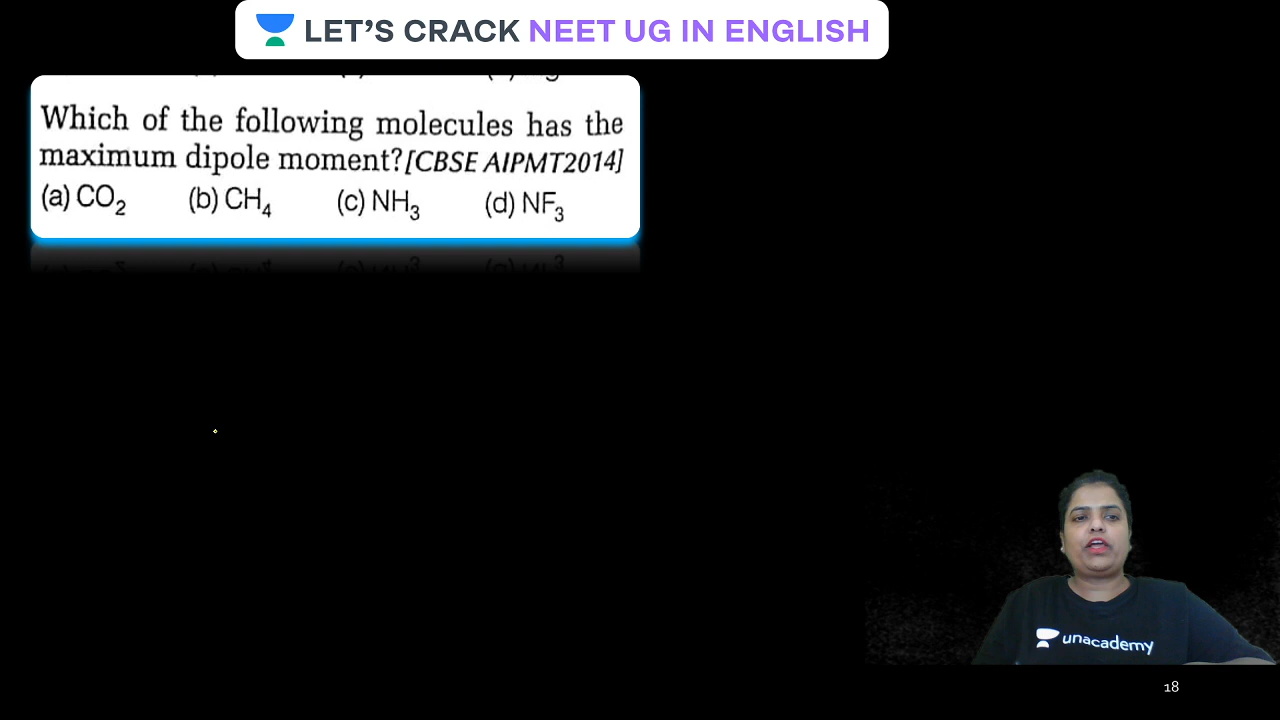 LET'S CRACK NEET UG IN ENGLISH
Which of the following molecules has the
maximum dipole moment? [CBSE AIPMT2014]
(a) CO₂ (b) CH₄ (c) NH₃ (d) NF₃
unacademy
18